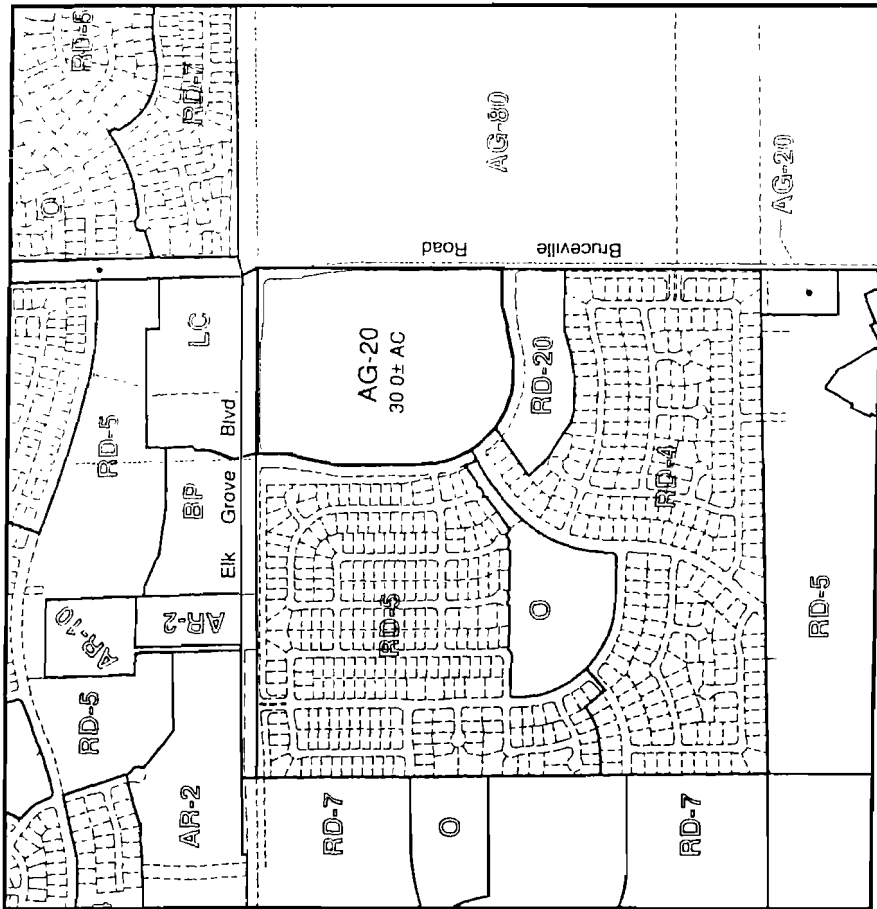 RD-5
RD-7
O
AG-80
AG-20
Bruceville
Road
LC
RD-5
BP
Elk Grove Blvd
AR-10
AR-2
RD-5
AR-2
AG-20
30 0± AC
RD-20
RD-4
RD-5
O
RD-5
RD-7
O
RD-7